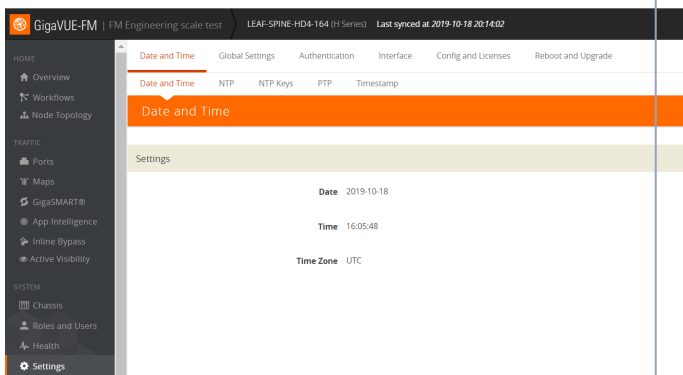 GigaVUE-FM | FM Engineering scale test LEAF-SPINE-HD4-164 (H Series) Last synced at 2019-10-18 20:14:02
HOME
Overview
Workflows
Node Topology
TRAFFIC
Ports
Maps
GigaSMART®
App Intelligence
Inline Bypass
Active Visibility
SYSTEM
Chassis
Roles and Users
Health
Settings
Date and Time Global Settings Authentication Interface Config and Licenses Reboot and Upgrade
Date and Time NTP NTP Keys PTP Timestamp
Date and Time
Settings
Date 2019-10-18
Time 16:05:48
Time Zone UTC